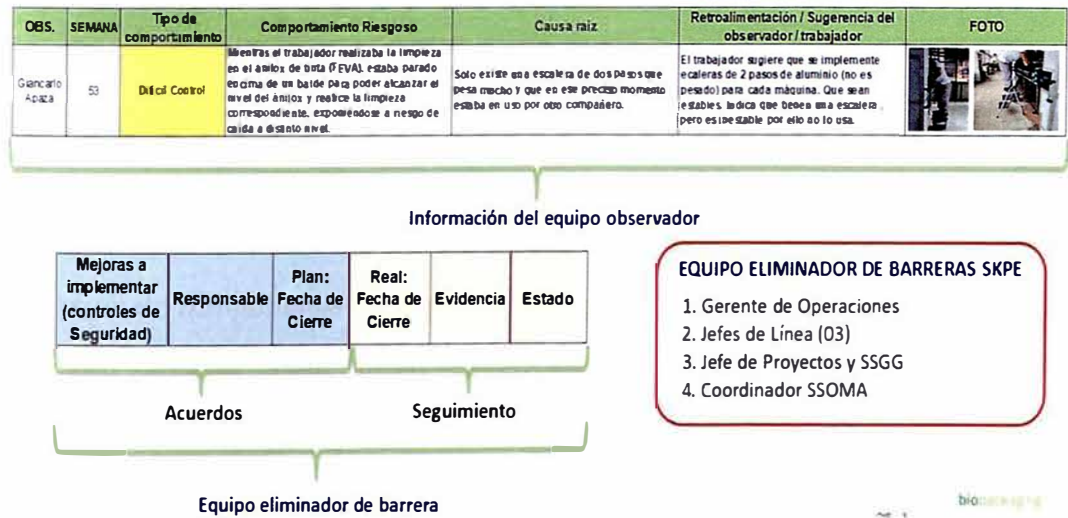 OBS.
SEMANA
Tipo de
comportimiento
Comportamiento Riesgoso
Causa raiz
Retroalimentación / Sugerencia del
observador / trabajador
FOTO
Giancarlo
Apaza
53
Dificil Control
Mientras el trabajador realizaba la limpieza
en el anilox de tinta (FEVA), estaba parado
encima de un balde para poder alcanzar el
nivel del anilox y realice la limpieza
correspondiente, exponiéndose a riesgo de
caida a distinto nivel.
Solo existe una escalera de dos pasos que
pesa mucho y que en ese preciso momento
estaba en uso por otro compañero.
El trabajador sugiere que se implemente
ecaleras de 2 pasos de aluminio (no es
pesado) para cada máquina. Que sean
estables. Indica que tienen una escalera,
pero es inestable por ello no lo usa.
Información del equipo observador
Mejoras a
implementar
(controles de
Seguridad)
Responsable
Plan:
Fecha de
Cierre
Real:
Fecha de
Cierre
Evidencia
Estado
Acuerdos
Seguimiento
Equipo eliminador de barrera
EQUIPO ELIMINADOR DE BARRERAS SKPE
1. Gerente de Operaciones
2. Jefes de Línea (03)
3. Jefe de Proyectos y SSGG
4. Coordinador SSOMA